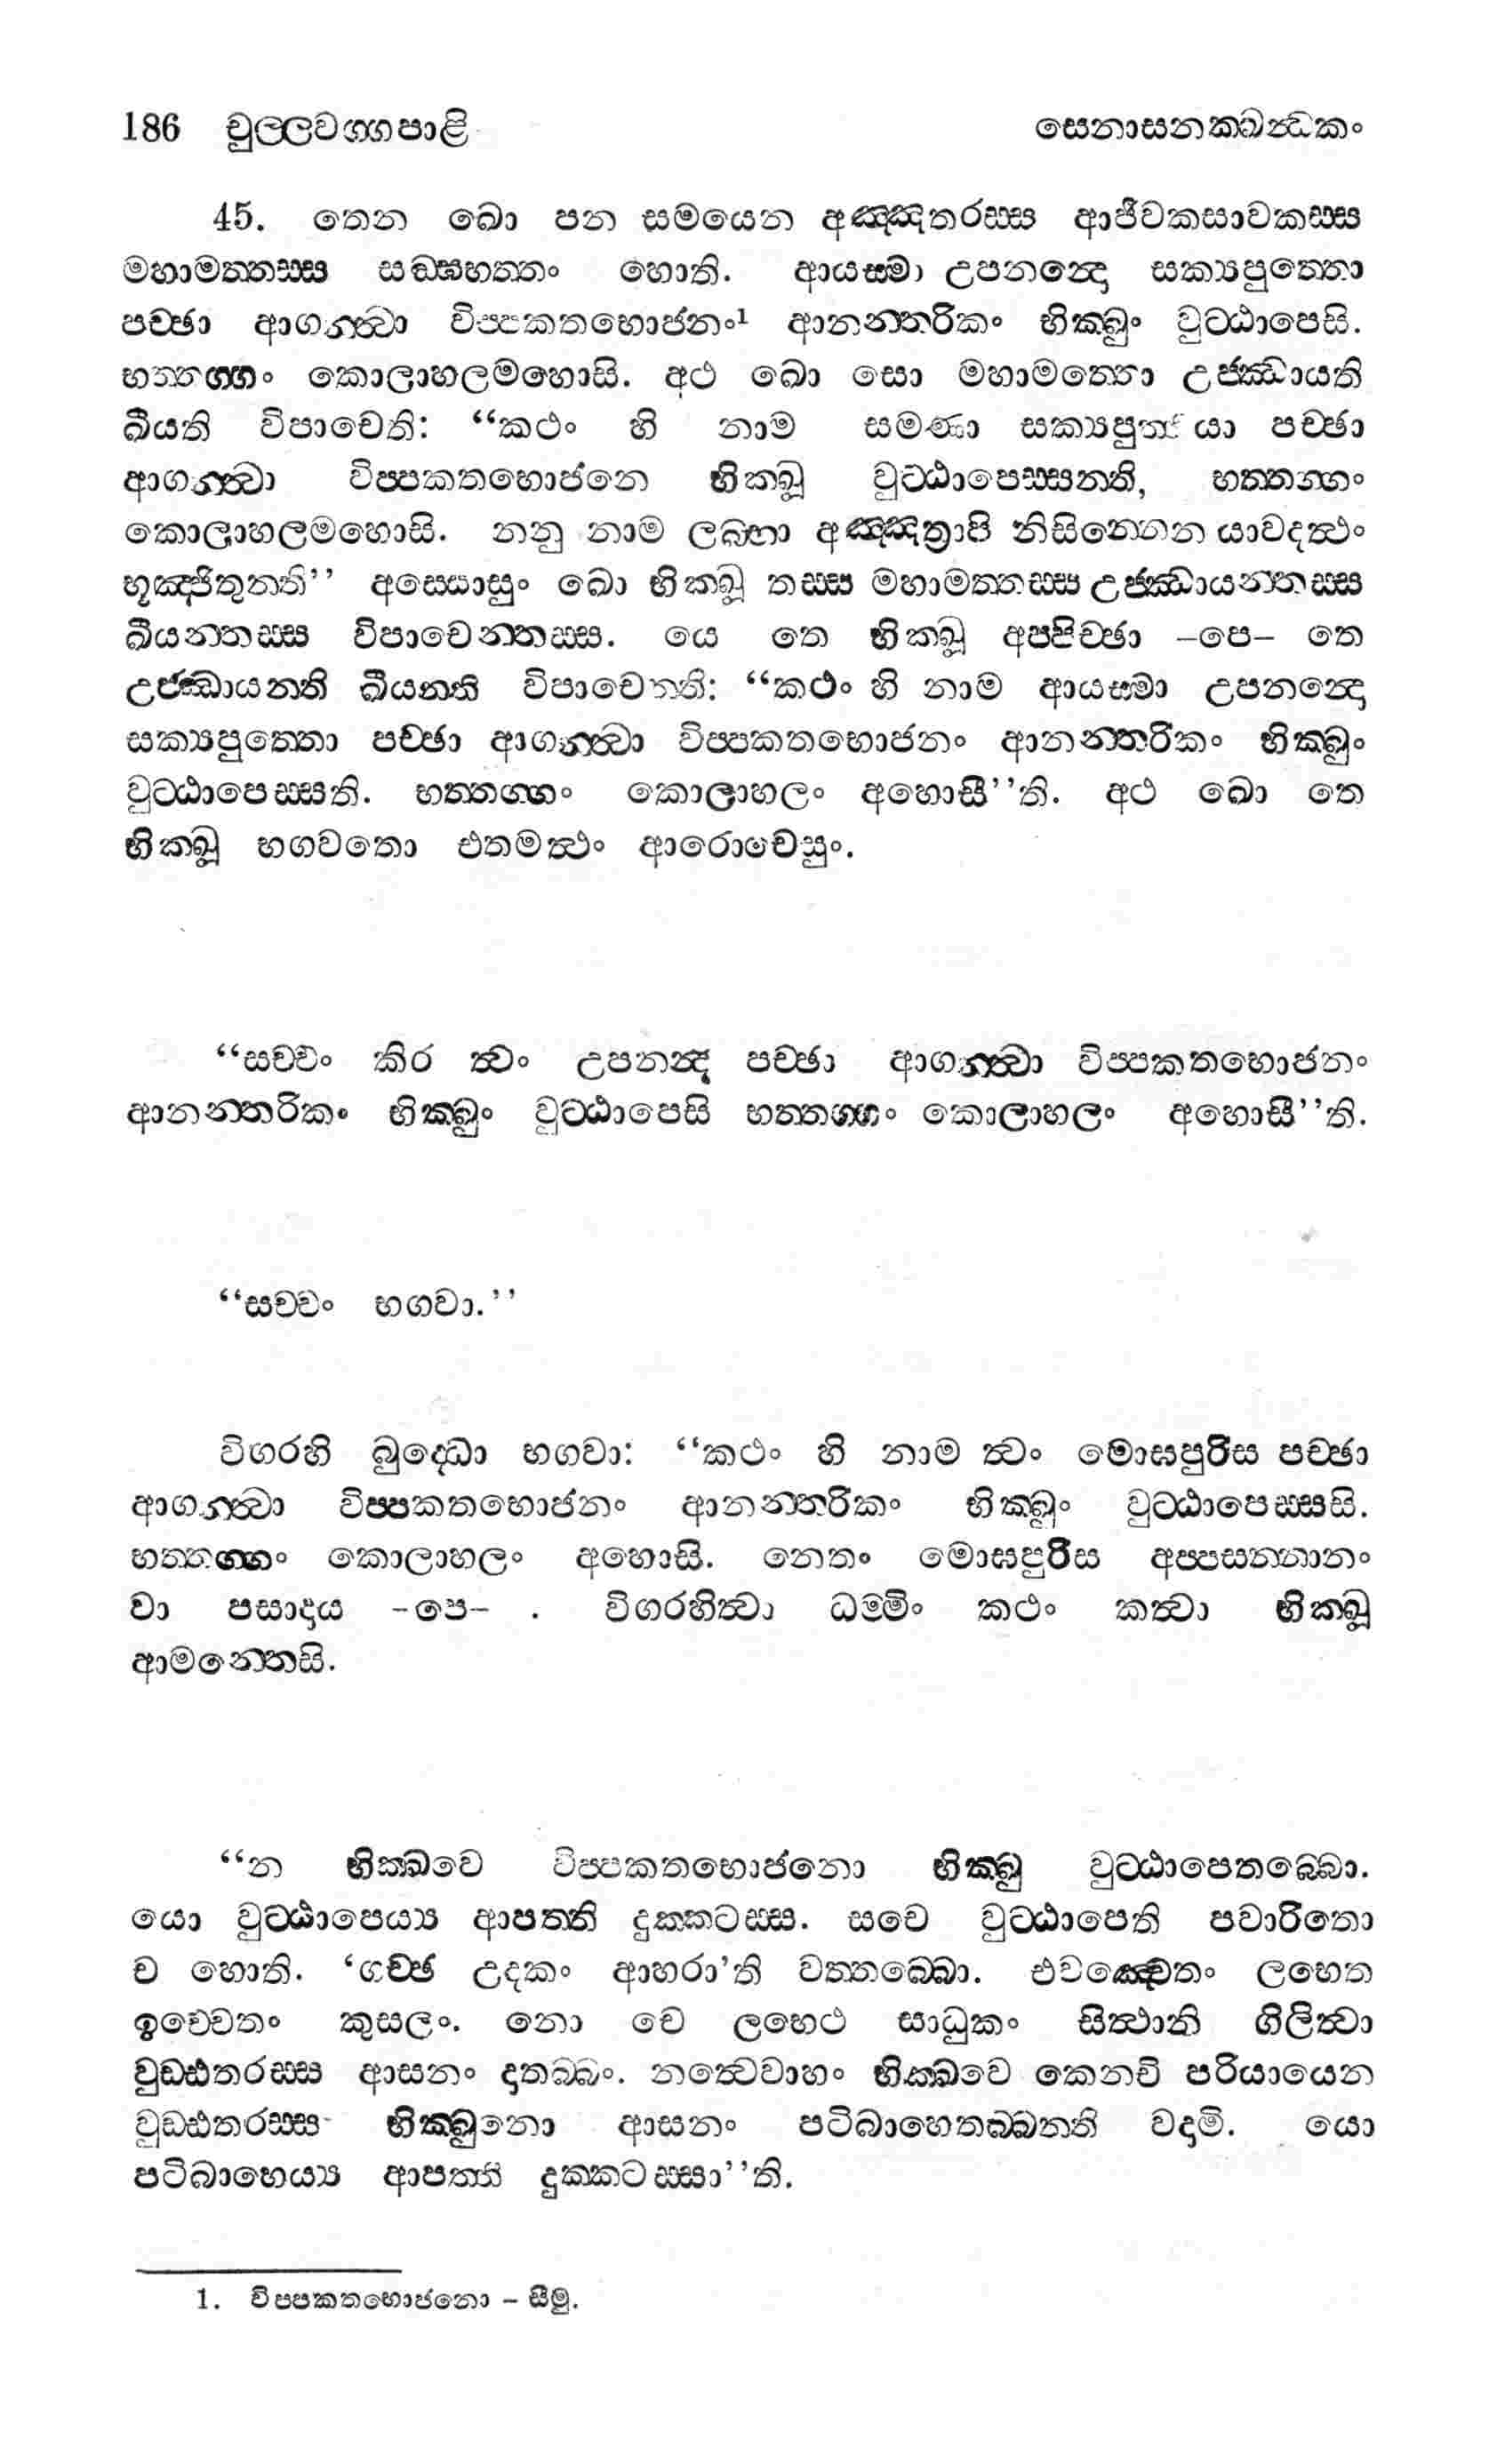 186 චුල්ලවග්ගපාළි සෙනාසනක්ඛන්ධකං
45. තෙන ඛො පන සමයෙන අඤ්ඤතරස්ස ආජීවකසාවකස්ස
මහාමත්තස්ස සඞ්ඝභත්තං හොති. ආයස්මා උපනන්දො සක්‍යපුත්තො
පච්ඡා ආගන්ත්‍වා විප්පකතභොජනං¹ ආනන්තරිකං භික්ඛුං වුට්ඨාපෙසි.
භත්තග්ගං කොලාහලමහොසි. අථ ඛො සො මහාමත්තො උජ්ඣායති
ඛීයති විපාචෙති: “කථං හි නාම සමණා සක්‍යපුත්තියා පච්ඡා
ආගන්ත්‍වා විප්පකතභොජනෙ භික්ඛූ වුට්ඨාපෙස්සන්ති, භත්තග්ගං
කොලාහලමහොසි. නනු නාම ලබ්භා අඤ්ඤත්‍රාපි නිසින්නෙන යාවදත්ථං
භුඤ්ජිතුන්ති’’ අස්සොසුං ඛො භික්ඛූ තස්ස මහාමත්තස්ස උජ්ඣායන්තස්ස
ඛීයන්තස්ස විපාචෙන්තස්ස. යෙ තෙ භික්ඛූ අප්පිච්ඡා –පෙ– තෙ
උජ්ඣායන්ති ඛීයන්ති විපාචෙන්ති: “කථං හි නාම ආයස්මා උපනන්දො
සක්‍යපුත්තො පච්ඡා ආගන්ත්‍වා විප්පකතභොජනං ආනන්තරිකං භික්ඛුං
වුට්ඨාපෙස්සති. භත්තග්ගං කොලාහලං අහොසී’’ති. අථ ඛො තෙ
භික්ඛූ භගවතො එතමත්ථං ආරොචෙසුං.
“සච්චං කිර ත්‍වං උපනන්ද පච්ඡා ආගන්ත්‍වා විප්පකතභොජනං
ආනන්තරිකං භික්ඛුං වුට්ඨාපෙසි භත්තග්ගං කොලාහලං අහොසී’’ති.
“සච්චං භගවා.’’
විගරහි බුද්ධො භගවා: “කථං හි නාම ත්‍වං මොඝපුරිස පච්ඡා
ආගන්ත්‍වා විප්පකතභොජනං ආනන්තරිකං භික්ඛුං වුට්ඨාපෙස්සසි.
භත්තග්ගං කොලාහලං අහොසි. නෙතං මොඝපුරිස අප්පසන්නානං
වා පසාදාය –පෙ– . විගරහිත්‍වා ධම්මිං කථං කත්‍වා භික්ඛූ
ආමන්තෙසි.
“න භික්ඛවෙ විප්පකතභොජනො භික්ඛු වුට්ඨාපෙතබ්බො.
යො වුට්ඨාපෙය්‍ය ආපත්ති දුක්කටස්ස. සචෙ වුට්ඨාපෙති පවාරිතො
ච හොති. ‘ගච්ඡ උදකං ආහරා’ති වත්තබ්බො. එවඤ්චෙතං ලභෙත
ඉච්චෙතං කුසලං. නො චෙ ලභෙථ සාධුකං සිත්ථානි ගිලිත්‍වා
වුඩ්ඪතරස්ස ආසනං දාතබ්බං. නත්‍වෙවාහං භික්ඛවෙ කෙනචි පරියායෙන
වුඩ්ඪතරස්ස භික්ඛුනො ආසනං පටිබාහෙතබ්බන්ති වදාමි. යො
පටිබාහෙය්‍ය ආපත්ති දුක්කටස්සා’’ති.
1. විප්පකතභොජනො – සීමු.